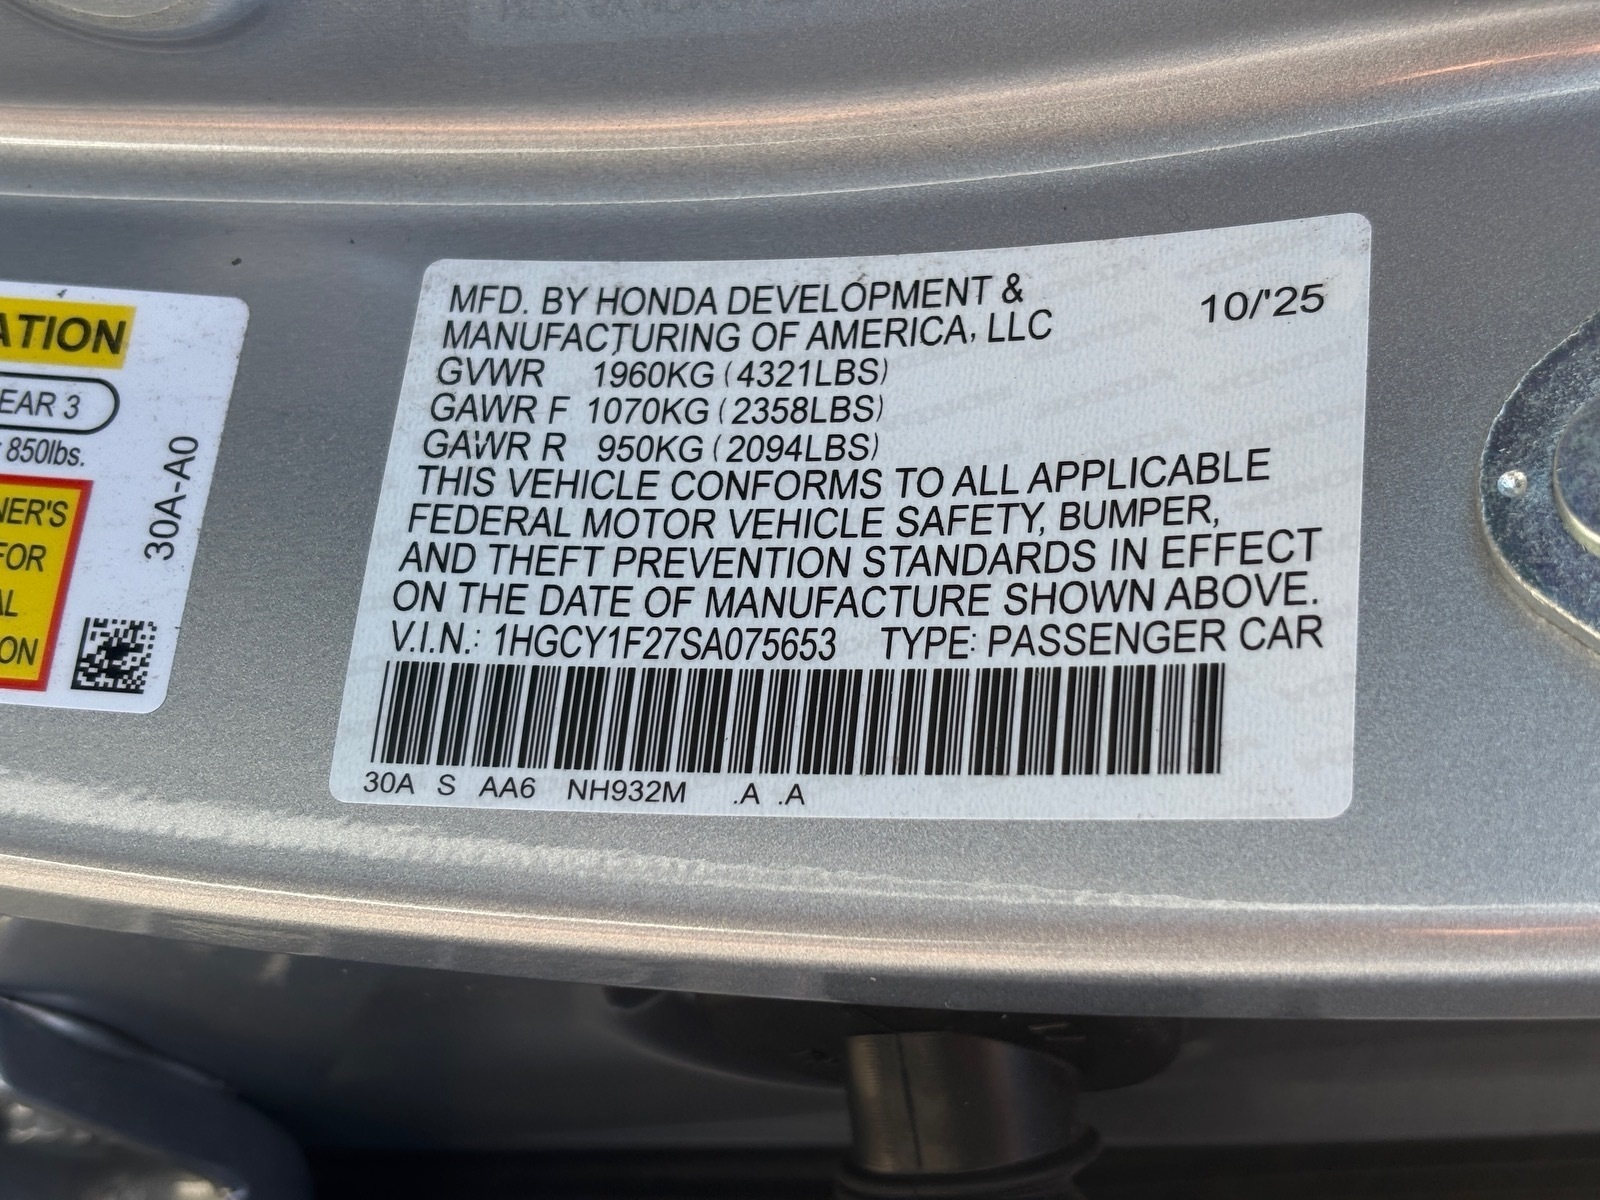 ATION
EAR 3
850lbs.
NER'S
FOR
AL
ON
30A-A0
MFD. BY HONDA DEVELOPMENT &
MANUFACTURING OF AMERICA, LLC
10/'25
GVWR 1960KG (4321LBS)
GAWR F 1070KG (2358LBS)
GAWR R 950KG (2094LBS)
THIS VEHICLE CONFORMS TO ALL APPLICABLE
FEDERAL MOTOR VEHICLE SAFETY, BUMPER,
AND THEFT PREVENTION STANDARDS IN EFFECT
ON THE DATE OF MANUFACTURE SHOWN ABOVE.
V.I.N.: 1HGCY1F27SA075653 TYPE: PASSENGER CAR
30A S AA6 NH932M .A .A